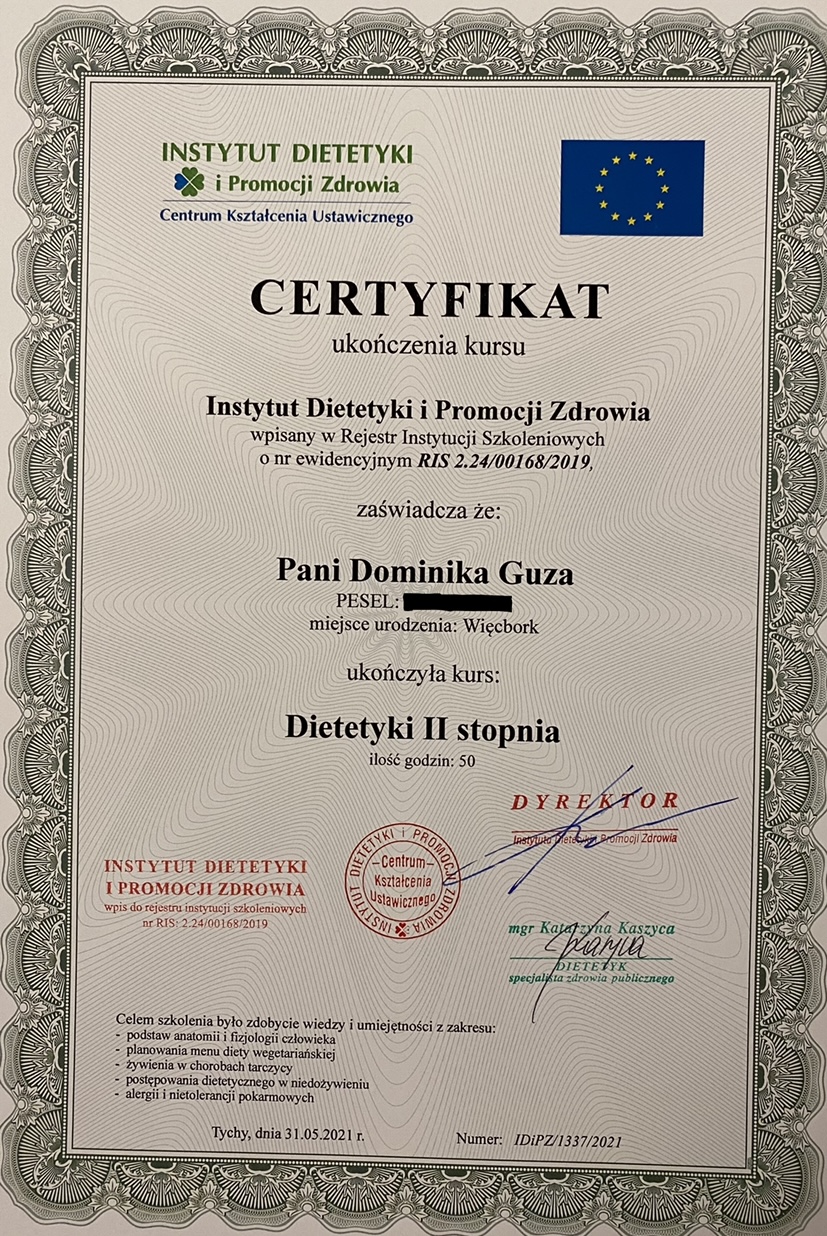 INSTYTUT DIETETYKI
i Promocji Zdrowia
Centrum Kształcenia Ustawicznego
CERTYFIKAT
ukończenia kursu
Instytut Dietetyki i Promocji Zdrowia
wpisany w Rejestr Instytucji Szkoleniowych
o nr ewidencyjnym RIS 2.24/00168/2019,
zaświadcza że:
Pani Dominika Guza
PESEL:
miejsce urodzenia: Więcbork
ukończyła kurs:
Dietetyki II stopnia
ilość godzin: 50
DYREKTOR
Instytutu Dietetyki i Promocji Zdrowia
INSTYTUT DIETETYKI
I PROMOCJI ZDROWIA
wpis do rejestru instytucji szkoleniowych
nr RIS: 2.24/00168/2019
INSTYTUT DIETETYKI i PROMOCJI ZDROWIA
Centrum
Kształcenia
Ustawicznego
mgr Katarzyna Kaszyca
DIETETYK
specjalista zdrowia publicznego
Celem szkolenia było zdobycie wiedzy i umiejętności z zakresu:
- podstaw anatomii i fizjologii człowieka
- planowania menu diety wegetariańskiej
- żywienia w chorobach tarczycy
- postępowania dietetycznego w niedożywieniu
- alergii i nietolerancji pokarmowych
Tychy, dnia 31.05.2021 r.
Numer: IDiPZ/1337/2021